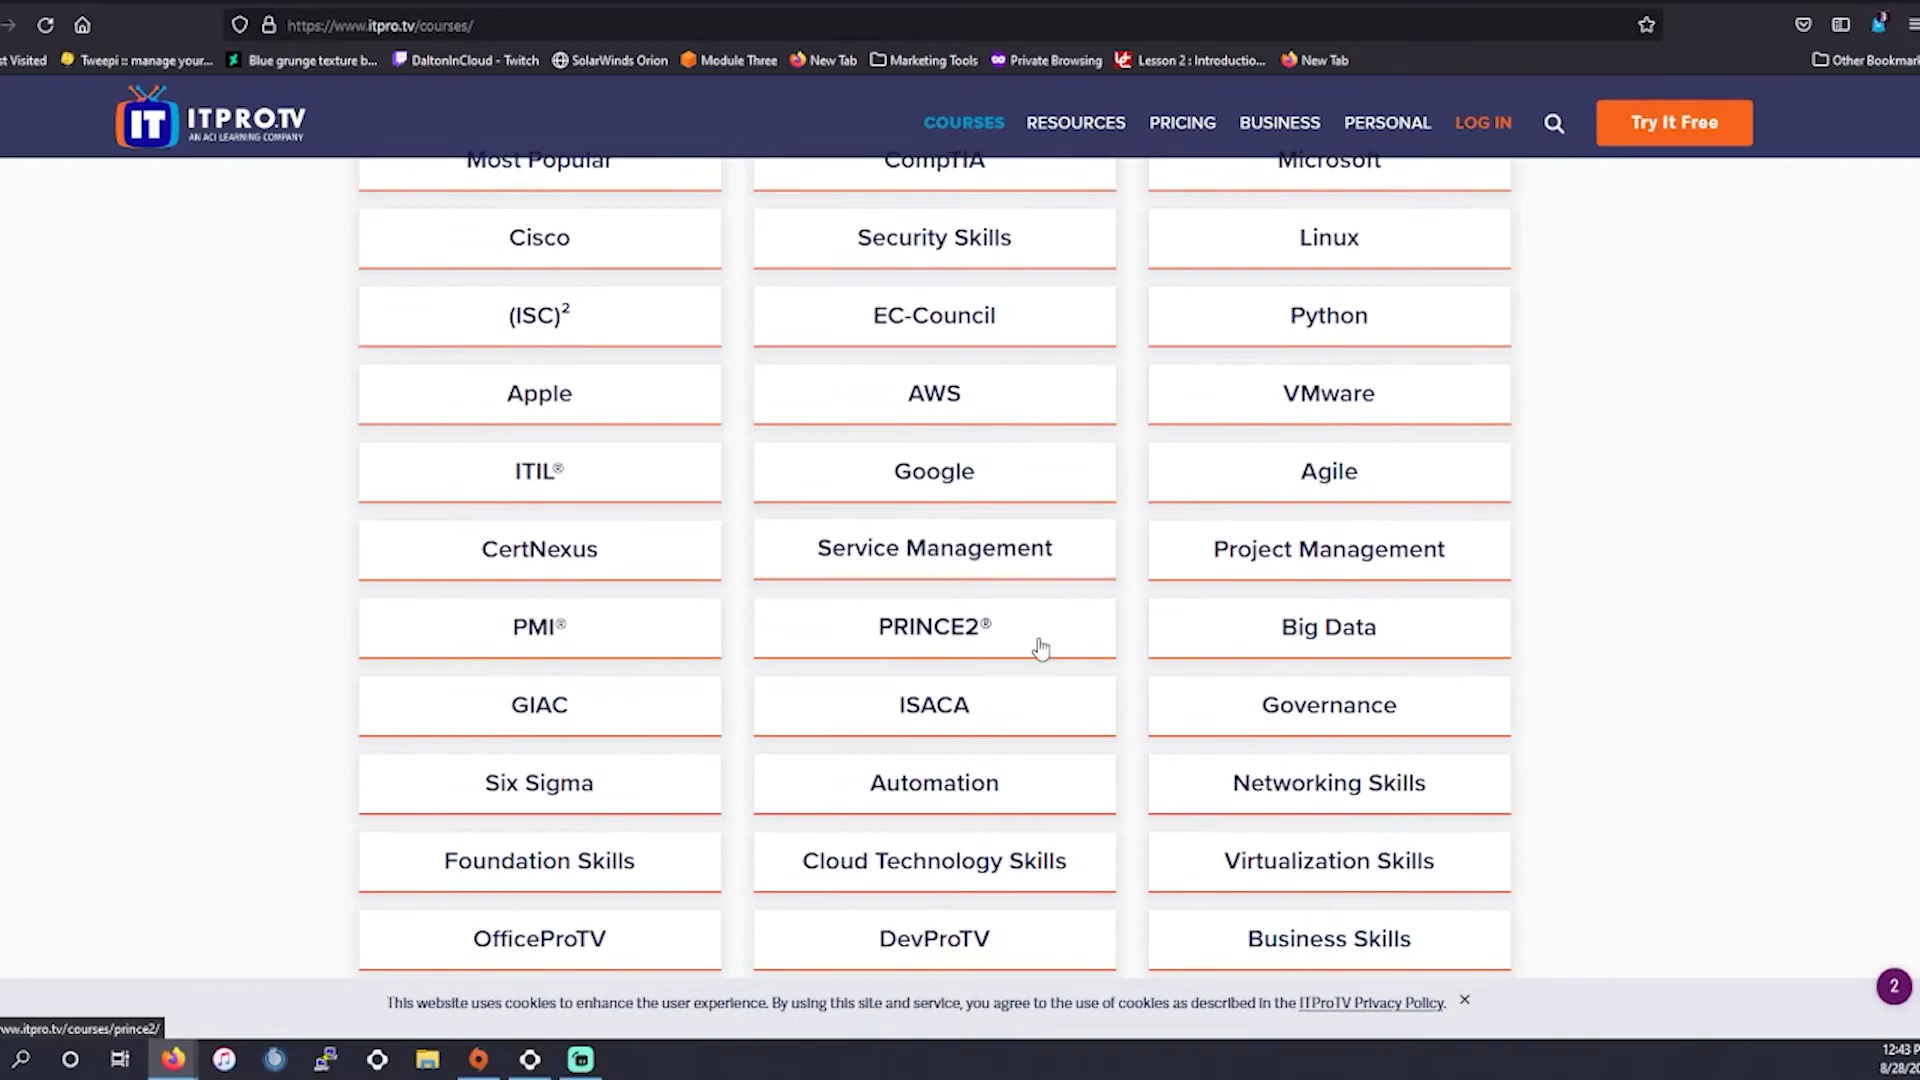 https://www.itpro.tv/courses/
st Visited Tweepi :: manage your... Blue grunge texture b... DaltonInCloud - Twitch SolarWinds Orion Module Three New Tab Marketing Tools Private Browsing Lesson 2 : Introductio... New Tab Other Bookmar
IT ITPRO.TV
AN ACI LEARNING COMPANY
COURSES RESOURCES PRICING BUSINESS PERSONAL LOG IN Try It Free
Most Popular CompTIA Microsoft
Cisco Security Skills Linux
(ISC)² EC-Council Python
Apple AWS VMware
ITIL® Google Agile
CertNexus Service Management Project Management
PMI® PRINCE2® Big Data
GIAC ISACA Governance
Six Sigma Automation Networking Skills
Foundation Skills Cloud Technology Skills Virtualization Skills
OfficeProTV DevProTV Business Skills
2
This website uses cookies to enhance the user experience. By using this site and service, you agree to the use of cookies as described in the ITProTV Privacy Policy. ×
ww.itpro.tv/courses/prince2/
12:43 P
8/28/20